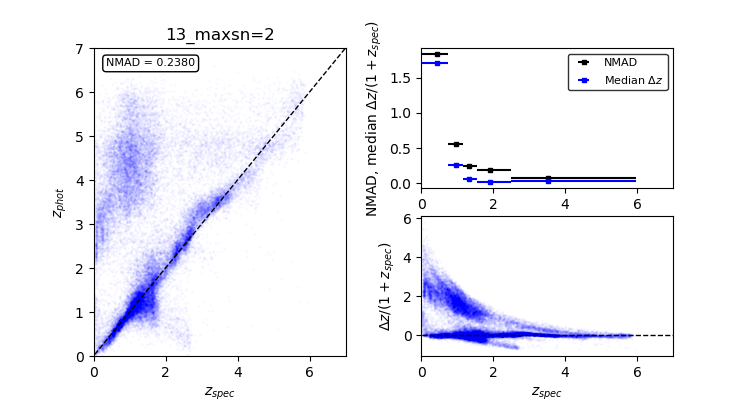 13_maxsn=2
NMAD = 0.2380
7
6
5
4
3
2
1
0
z_phot
0 2 4 6
z_spec
NMAD, median Δz/(1 + z_spec)
1.5
1.0
0.5
0.0
NMAD
Median Δz
0 2 4 6
Δz/(1 + z_spec)
6
4
2
0
0 2 4 6
z_spec